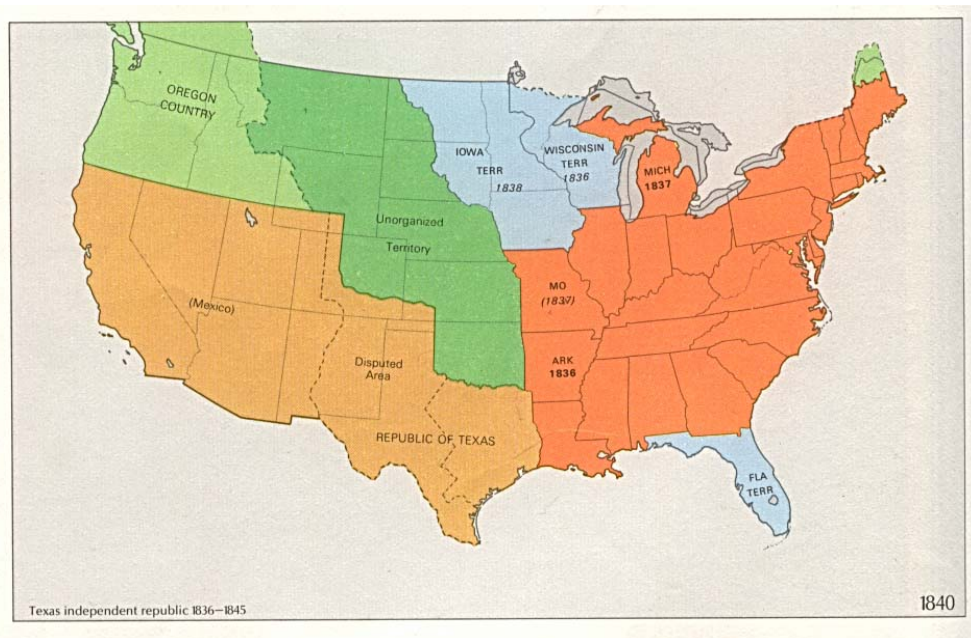 OREGON
COUNTRY
IOWA
TERR
1838
WISCONSIN
TERR
1836
MICH
1837
Unorganized
Territory
(Mexico)
MO
(1837)
ARK
1836
Disputed
Area
REPUBLIC OF TEXAS
FLA
TERR
Texas independent republic 1836–1845
1840